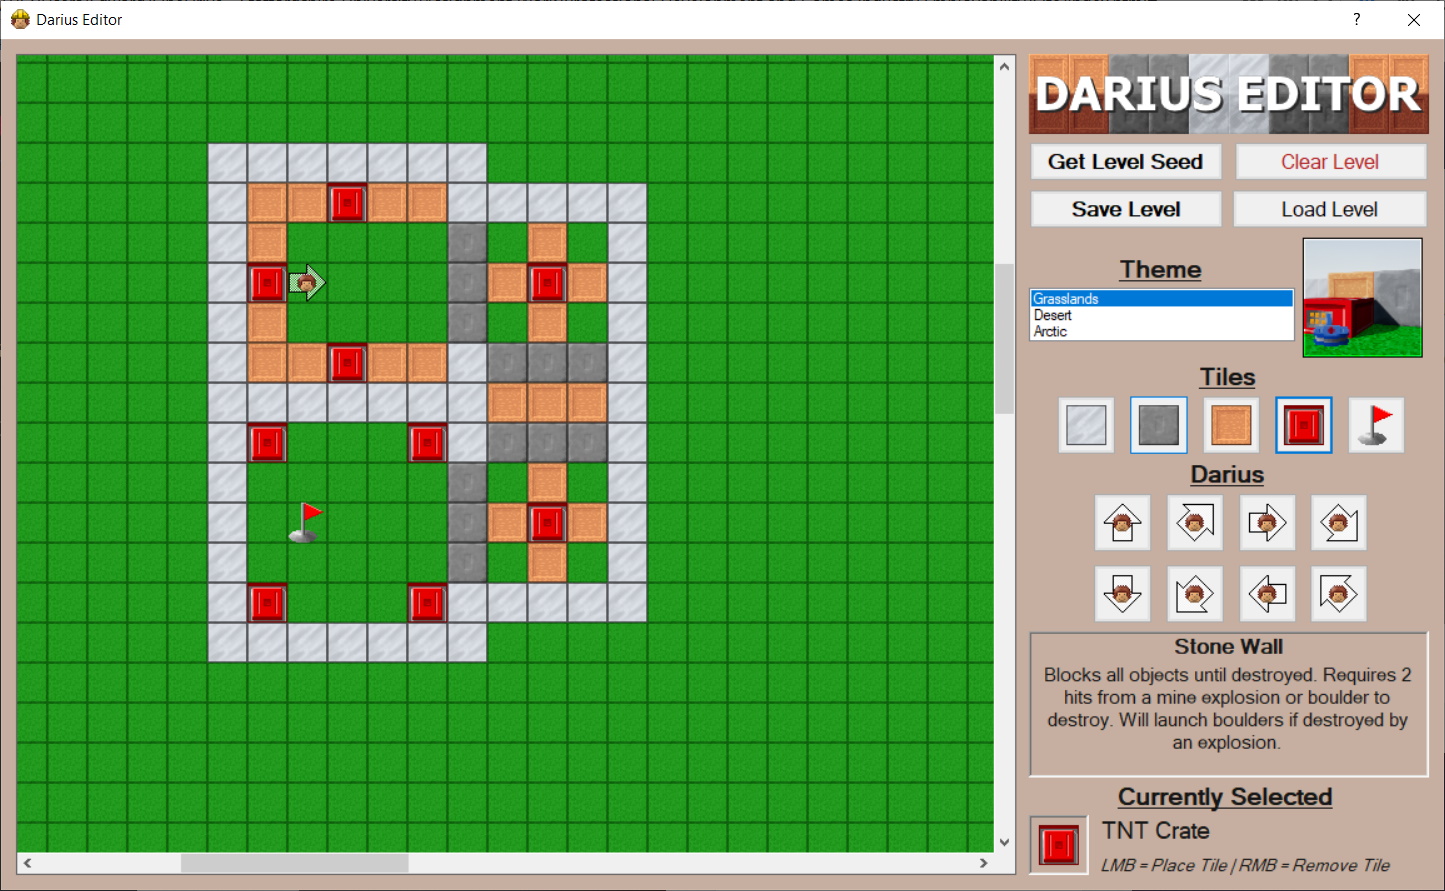 Darius Editor
?
DARIUS EDITOR
Get Level Seed
Clear Level
Save Level
Load Level
Theme
Grasslands
Desert
Arctic
Tiles
Darius
Stone Wall
Blocks all objects until destroyed. Requires 2
hits from a mine explosion or boulder to
destroy. Will launch boulders if destroyed by
an explosion.
Currently Selected
TNT Crate
LMB = Place Tile | RMB = Remove Tile